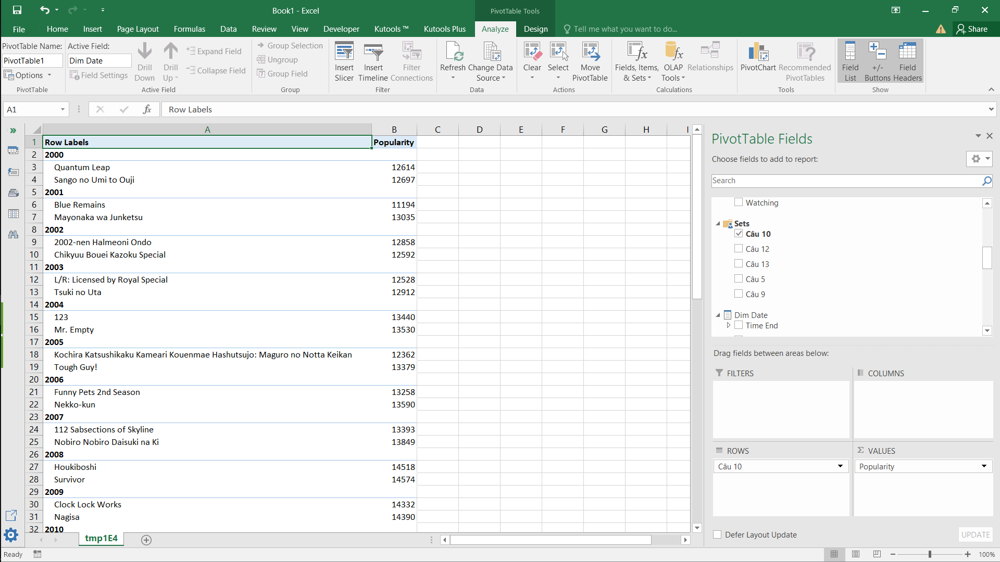 Book1 - Excel
PivotTable Tools
File Home Insert Page Layout Formulas Data Review View Developer Kutools ™ Kutools Plus Analyze Design Tell me what you want to do... Share
PivotTable Name:
PivotTable1
Options
PivotTable
Active Field:
Dim Date
Field Settings
Drill Down
Drill Up
Expand Field
Collapse Field
Active Field
Group Selection
Ungroup
Group Field
Group
Insert Slicer
Insert Timeline
Filter Connections
Filter
Refresh
Change Data Source
Data
Clear
Select
Move PivotTable
Actions
Fields, Items, & Sets
OLAP Tools
Relationships
Calculations
PivotChart
Recommended PivotTables
Tools
Field List
+/- Buttons
Field Headers
Show
A1 fx Row Labels
A B C D E F G H I
1 Row Labels Popularity
2 2000
3 Quantum Leap 12614
4 Sango no Umi to Ouji 12697
5 2001
6 Blue Remains 11194
7 Mayonaka wa Junketsu 13035
8 2002
9 2002-nen Halmeoni Ondo 12858
10 Chikyuu Bouei Kazoku Special 12592
11 2003
12 L/R: Licensed by Royal Special 12528
13 Tsuki no Uta 12912
14 2004
15 123 13440
16 Mr. Empty 13530
17 2005
18 Kochira Katsushikaku Kameari Kouenmae Hashutsujo: Maguro no Notta Keikan 12362
19 Tough Guy! 13379
20 2006
21 Funny Pets 2nd Season 13258
22 Nekko-kun 13590
23 2007
24 112 Sabsections of Skyline 13393
25 Nobiro Nobiro Daisuki na Ki 13849
26 2008
27 Houkiboshi 14518
28 Survivor 14574
29 2009
30 Clock Lock Works 14332
31 Nagisa 14390
32 2010
tmp1E4
Ready
100%
PivotTable Fields
Choose fields to add to report:
Search
Watching
Sets
Câu 10
Câu 12
Câu 13
Câu 5
Câu 9
Dim Date
Time End
Drag fields between areas below:
FILTERS
COLUMNS
ROWS
VALUES
Câu 10
Popularity
Defer Layout Update
UPDATE